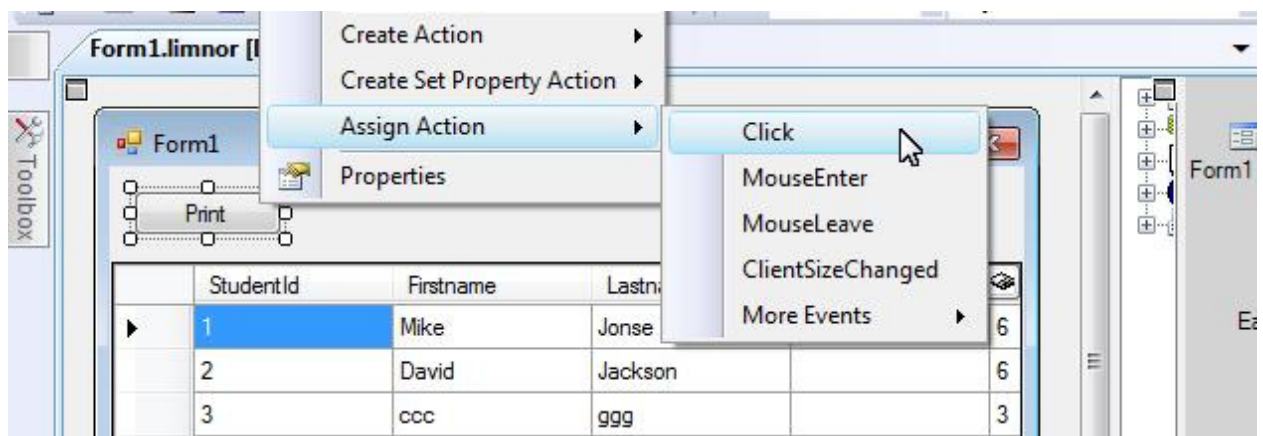 Create Action
Form1.limnor
Create Set Property Action
Assign Action
Click
Form1
Properties
MouseEnter
Form1
Toolbox
Print
MouseLeave
ClientSizeChanged
StudentId Firstname
More Events
1 Mike Jonse 6
2 David Jackson 6
3 ccc ggg 3